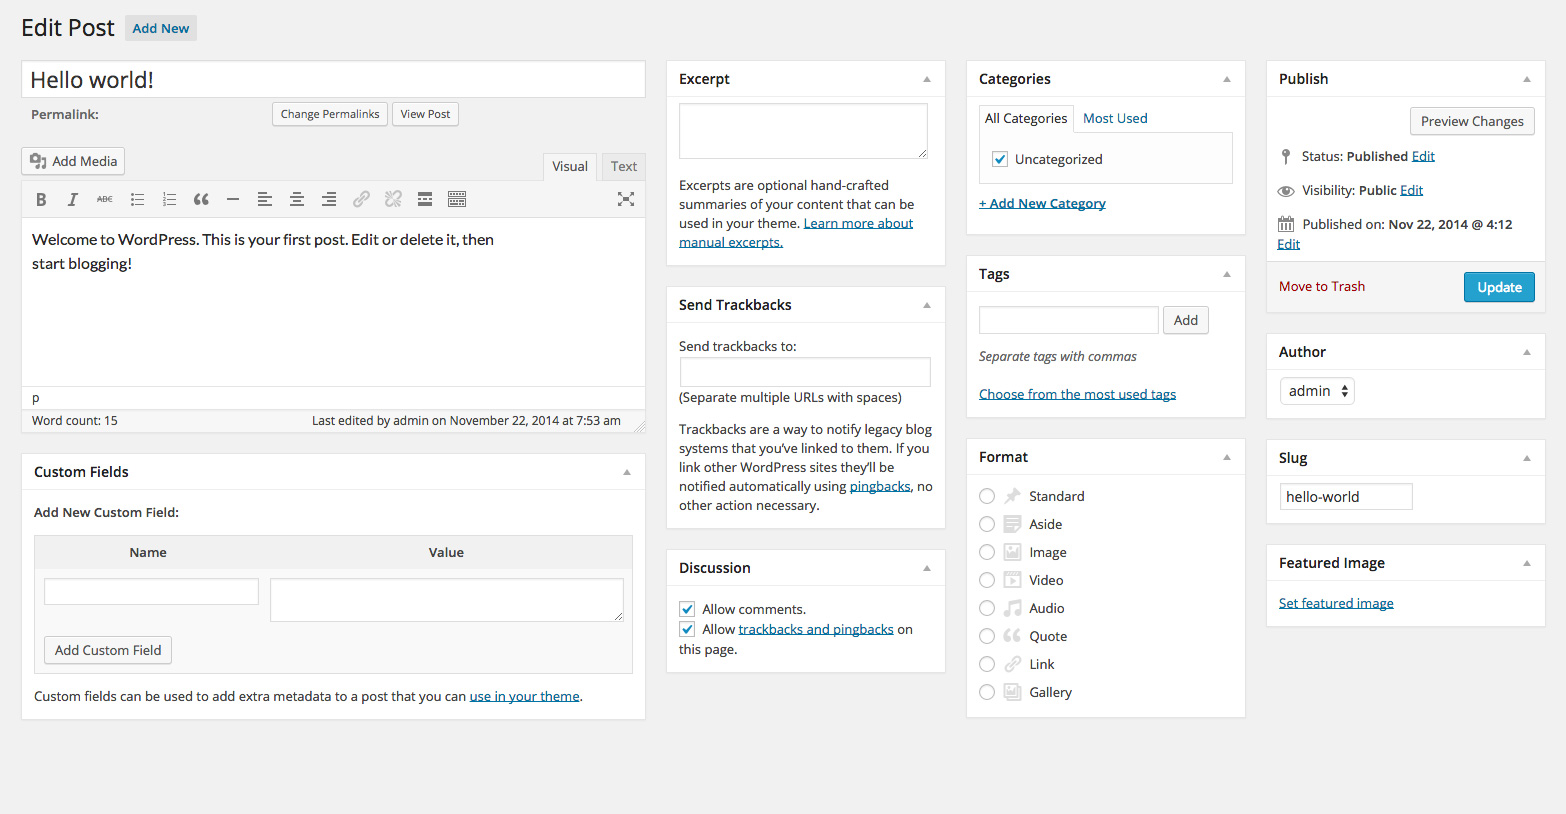 Edit Post Add New
Hello world!
Permalink: Change Permalinks View Post
Add Media Visual Text
B I ABC
Welcome to WordPress. This is your first post. Edit or delete it, then
start blogging!
p
Word count: 15 Last edited by admin on November 22, 2014 at 7:53 am
Custom Fields
Add New Custom Field:
Name Value
Add Custom Field
Custom fields can be used to add extra metadata to a post that you can use in your theme.
Excerpt
Excerpts are optional hand-crafted
summaries of your content that can be
used in your theme. Learn more about
manual excerpts.
Send Trackbacks
Send trackbacks to:
(Separate multiple URLs with spaces)
Trackbacks are a way to notify legacy blog
systems that you've linked to them. If you
link other WordPress sites they'll be
notified automatically using pingbacks, no
other action necessary.
Discussion
Allow comments.
Allow trackbacks and pingbacks on
this page.
Categories
All Categories Most Used
Uncategorized
+ Add New Category
Tags
Add
Separate tags with commas
Choose from the most used tags
Format
Standard
Aside
Image
Video
Audio
Quote
Link
Gallery
Publish
Preview Changes
Status: Published Edit
Visibility: Public Edit
Published on: Nov 22, 2014 @ 4:12
Edit
Move to Trash Update
Author
admin
Slug
hello-world
Featured Image
Set featured image